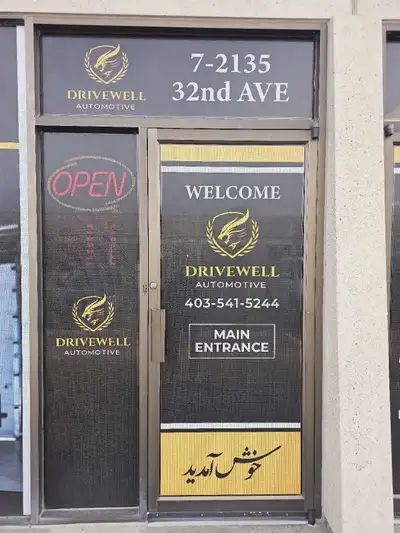 DRIVEWELL
AUTOMOTIVE
7-2135
32nd AVE
OPEN
DRIVEWELL
AUTOMOTIVE
WELCOME
DRIVEWELL
AUTOMOTIVE
403-541-5244
MAIN
ENTRANCE
خوش آمدید